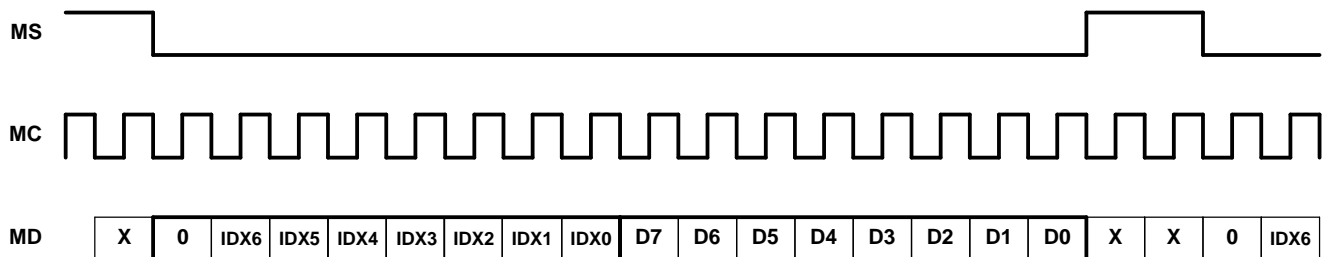 MS
MC
MD X 0 IDX6 IDX5 IDX4 IDX3 IDX2 IDX1 IDX0 D7 D6 D5 D4 D3 D2 D1 D0 X X 0 IDX6